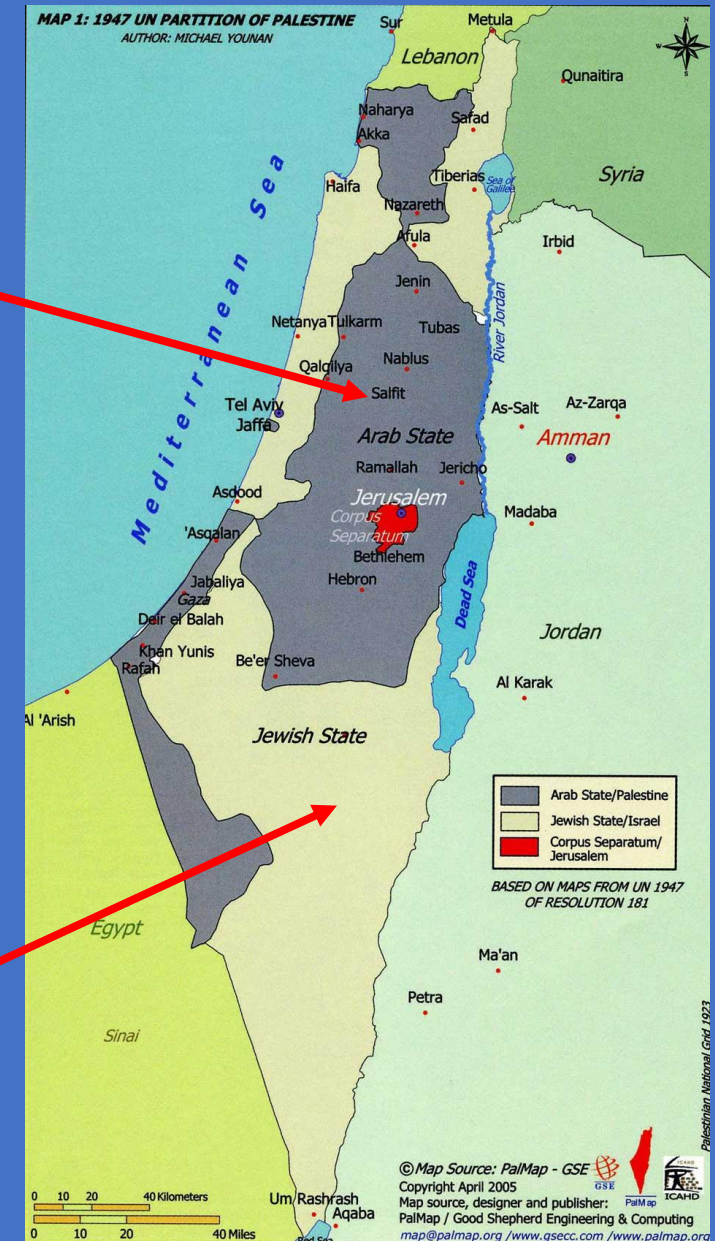 MAP 1: 1947 UN PARTITION OF PALESTINE
AUTHOR: MICHAEL YOUNAN
N
W
E
S
Sur
Metula
Lebanon
Qunaitira
Naharya
Safad
Akka
Syria
Haifa
Tiberias
Sea of
Galilee
Nazareth
Afula
Irbid
Mediterranean Sea
Jenin
River Jordan
Netanya
Tulkarm
Tubas
Qalqilya
Nablus
Salfit
Tel Aviv
Jaffa
As-Salt
Az-Zarqa
Arab State
Amman
Ramallah
Jericho
Asdood
Jerusalem
Corpus
Separatum
Madaba
'Asqalan
Bethlehem
Jabaliya
Gaza
Hebron
Dead Sea
Deir el Balah
Jordan
Khan Yunis
Rafah
Be'er Sheva
Al Karak
Al 'Arish
Jewish State
Arab State/Palestine
Jewish State/Israel
Corpus Separatum/
Jerusalem
BASED ON MAPS FROM UN 1947
OF RESOLUTION 181
Egypt
Ma'an
Petra
Sinai
Palestinian National Grid 1923
©Map Source: PalMap - GSE
GSE
PalMap
ICAHD
Copyright April 2005
Map source, designer and publisher:
PalMap / Good Shepherd Engineering & Computing
map@palmap.org /www.gsecc.com /www.palmap.org
0 10 20 40 Kilometers
0 10 20 40 Miles
Um Rashrash
Aqaba
Red Sea